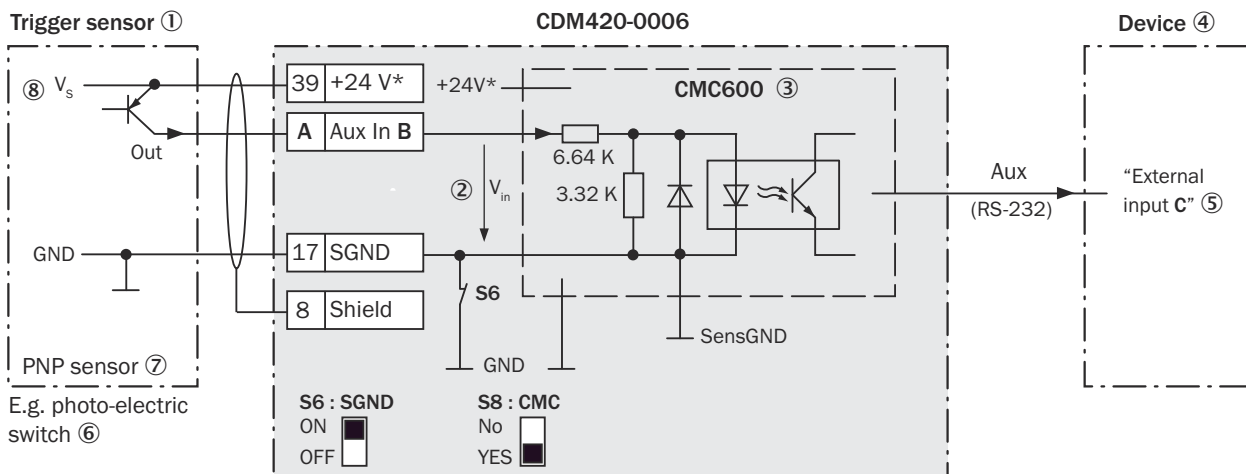 Trigger sensor ①
CDM420-0006
Device ④
⑧ Vs
39 +24 V*
+24V*
CMC600 ③
A Aux In B
Out
6.64 K
② Vin
3.32 K
Aux
(RS-232)
“External
input C” ⑤
GND
17 SGND
S6
8 Shield
SensGND
GND
PNP sensor ⑦
E.g. photo-electric
switch ⑥
S6 : SGND
ON
OFF
S8 : CMC
No
YES